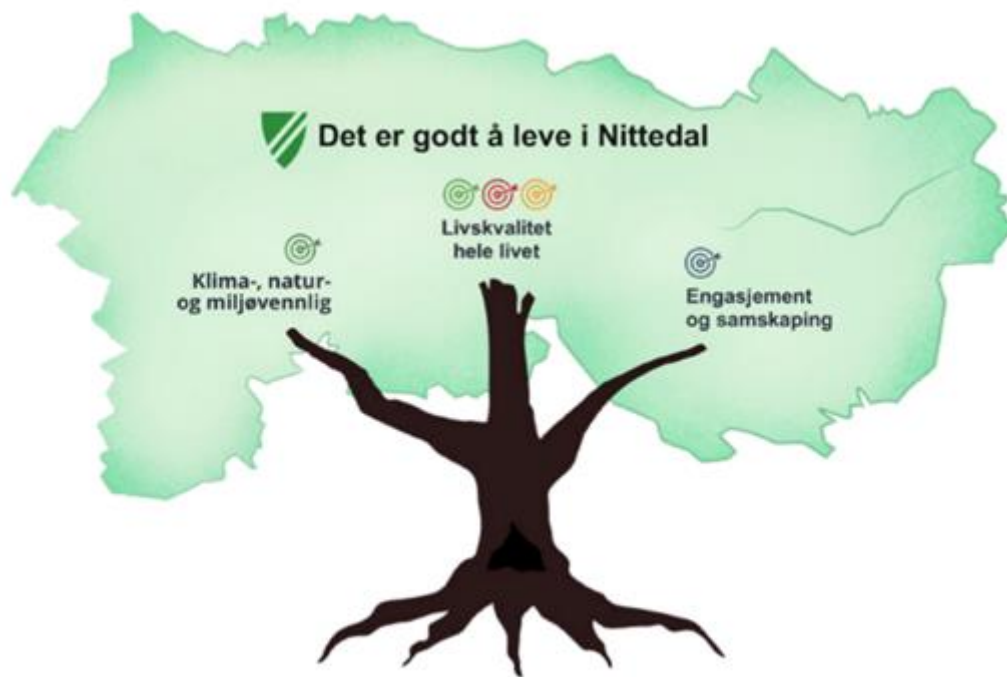 Det er godt å leve i Nittedal
Livskvalitet
hele livet
Klima-, natur-
og miljøvennlig
Engasjement
og samskaping